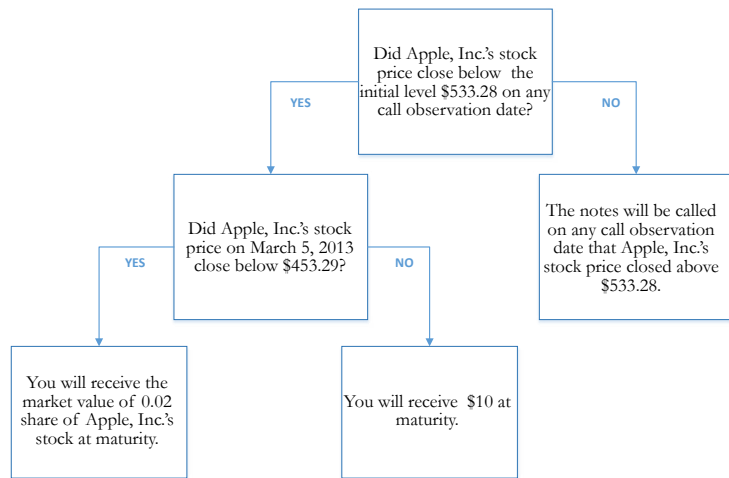 Did Apple, Inc.'s stock
price close below the
initial level $533.28 on any
call observation date?
YES
NO
Did Apple, Inc.'s stock
price on March 5, 2013
close below $453.29?
The notes will be called
on any call observation
date that Apple, Inc.'s
stock price closed above
$533.28.
YES
NO
You will receive the
market value of 0.02
share of Apple, Inc.'s
stock at maturity.
You will receive $10 at
maturity.